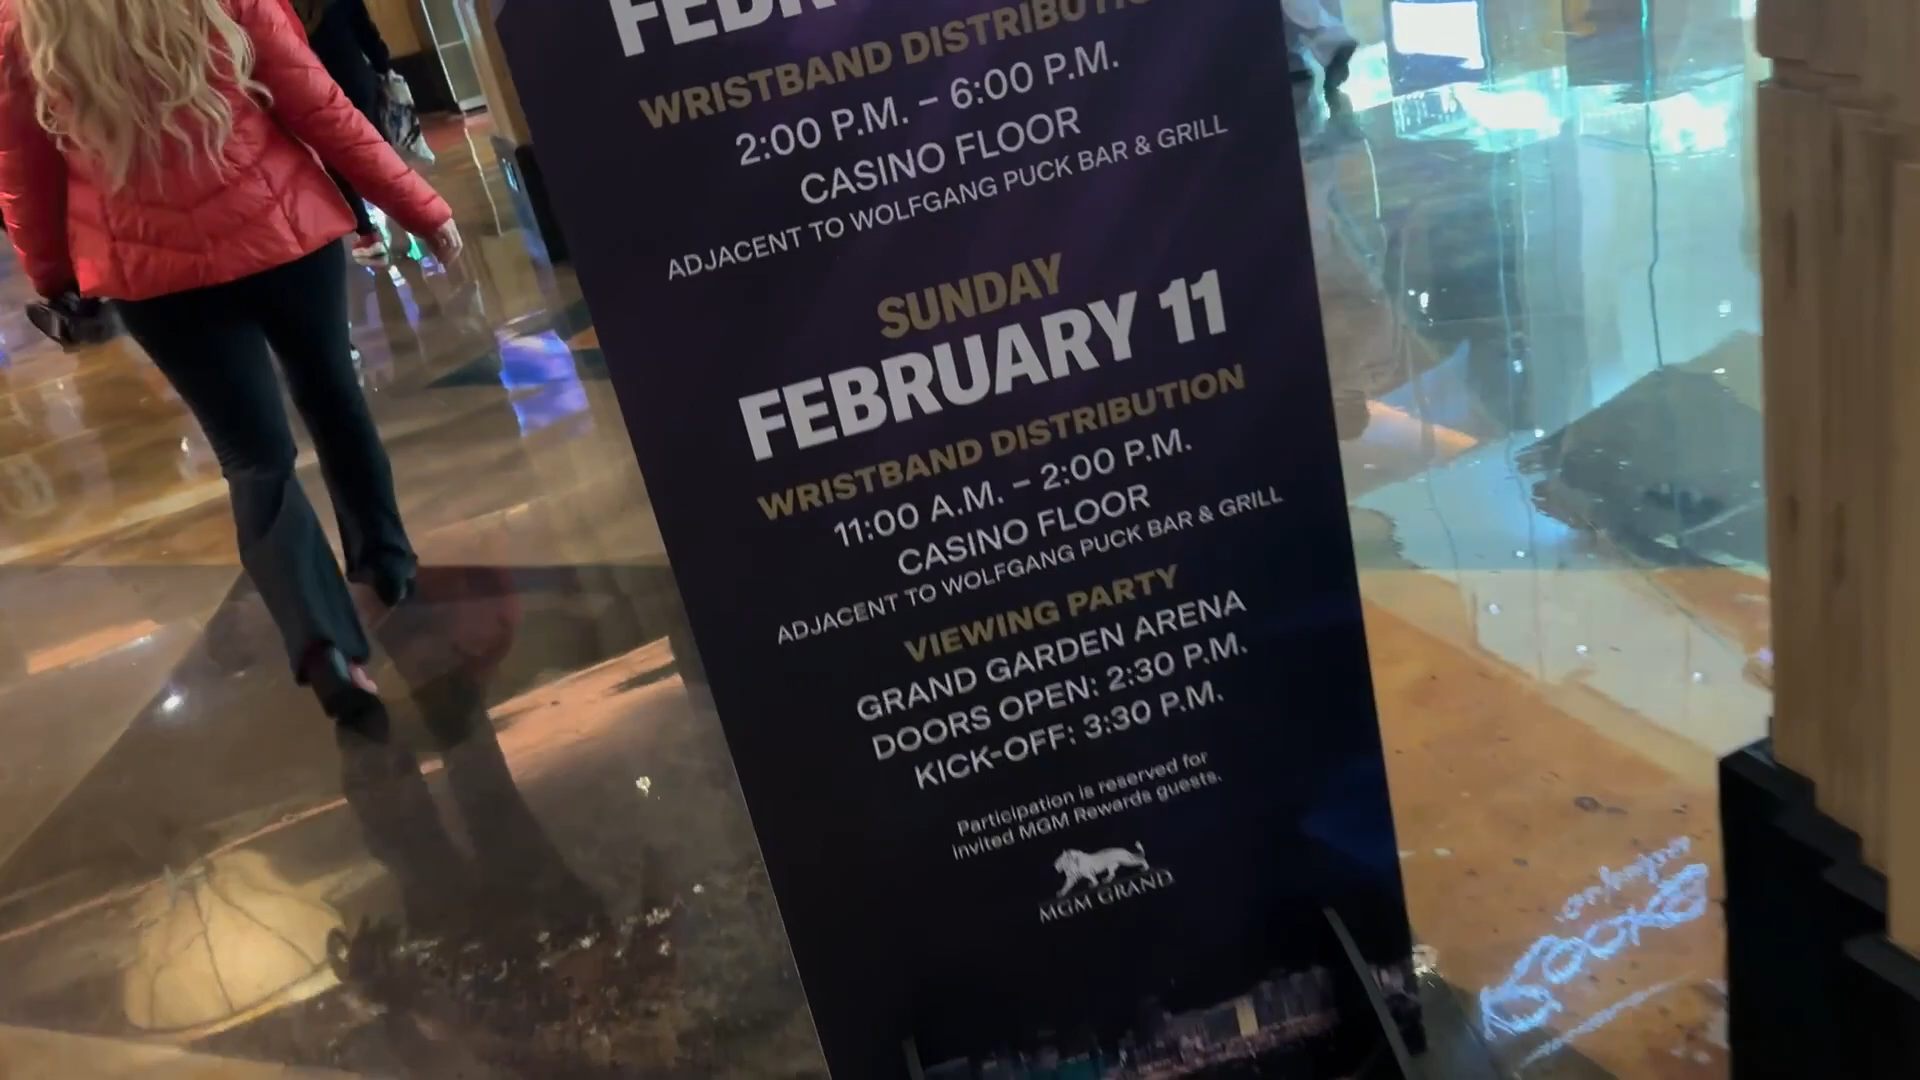 WRISTBAND DISTRIBUTIO
2:00 P.M. – 6:00 P.M.
CASINO FLOOR
ADJACENT TO WOLFGANG PUCK BAR & GRILL
SUNDAY
FEBRUARY 11
WRISTBAND DISTRIBUTION
11:00 A.M. – 2:00 P.M.
CASINO FLOOR
ADJACENT TO WOLFGANG PUCK BAR & GRILL
VIEWING PARTY
GRAND GARDEN ARENA
DOORS OPEN: 2:30 P.M.
KICK-OFF: 3:30 P.M.
Participation is reserved for
invited MGM Rewards guests.
MGM GRAND